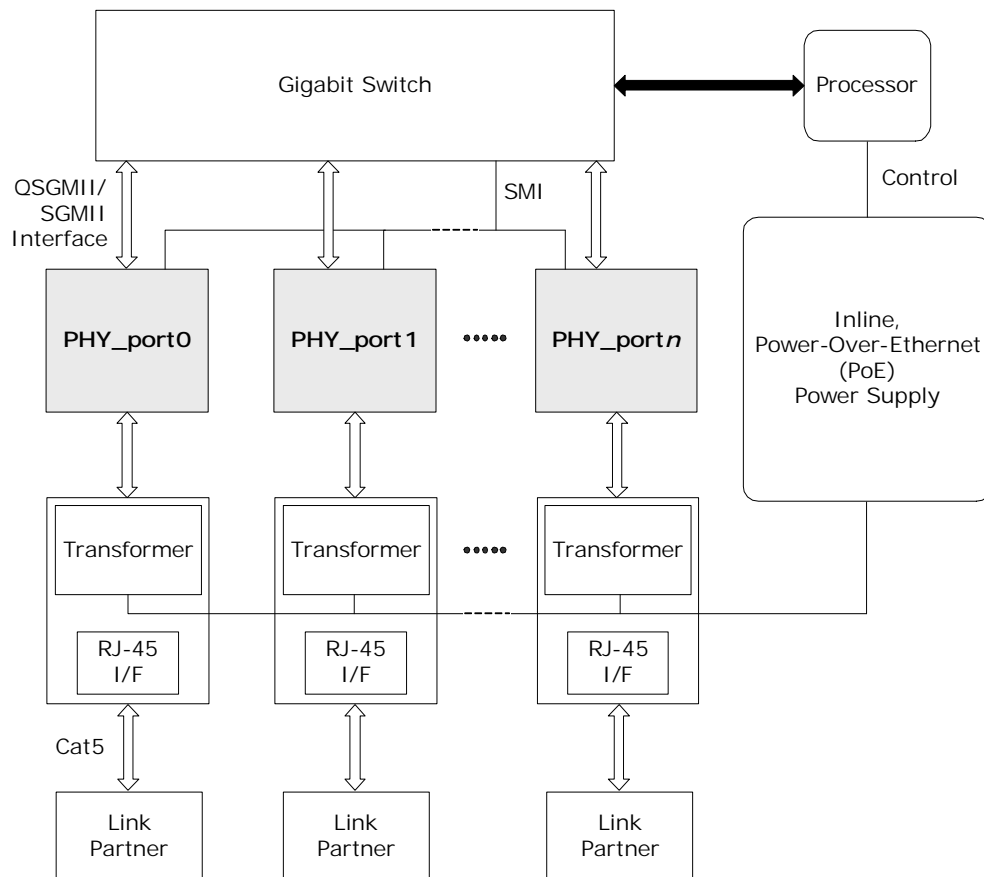 Gigabit Switch
Processor
QSGMII/
SGMII
Interface
SMI
Control
PHY_port0
PHY_port1
PHY_portn
Inline,
Power-Over-Ethernet
(PoE)
Power Supply
Transformer
Transformer
Transformer
RJ-45
I/F
RJ-45
I/F
RJ-45
I/F
Cat5
Link
Partner
Link
Partner
Link
Partner